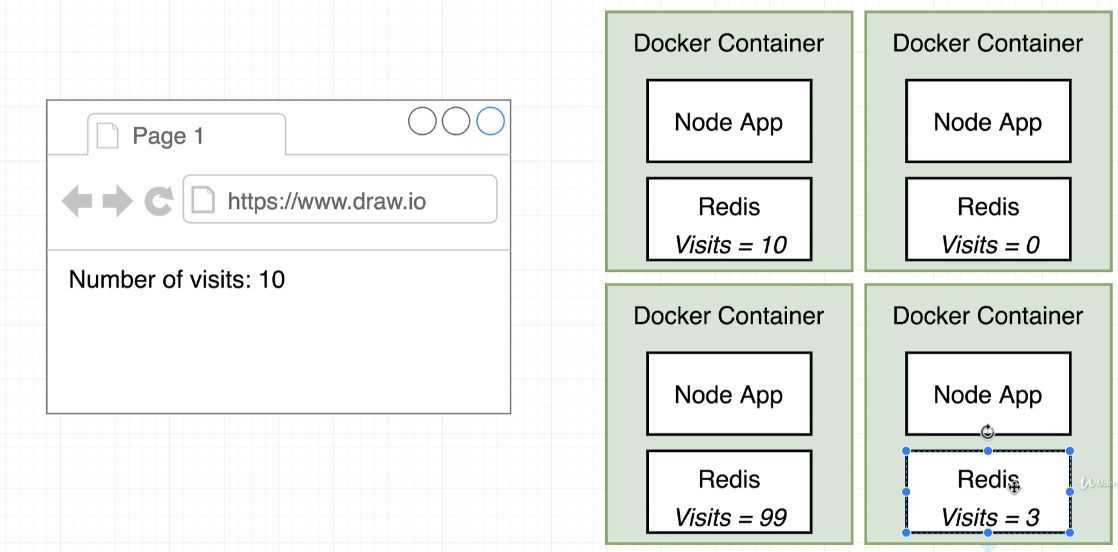 Page 1
https://www.draw.io
Number of visits: 10
Docker Container
Node App
Redis
Visits = 10
Docker Container
Node App
Redis
Visits = 0
Docker Container
Node App
Redis
Visits = 99
Docker Container
Node App
Redis
Visits = 3